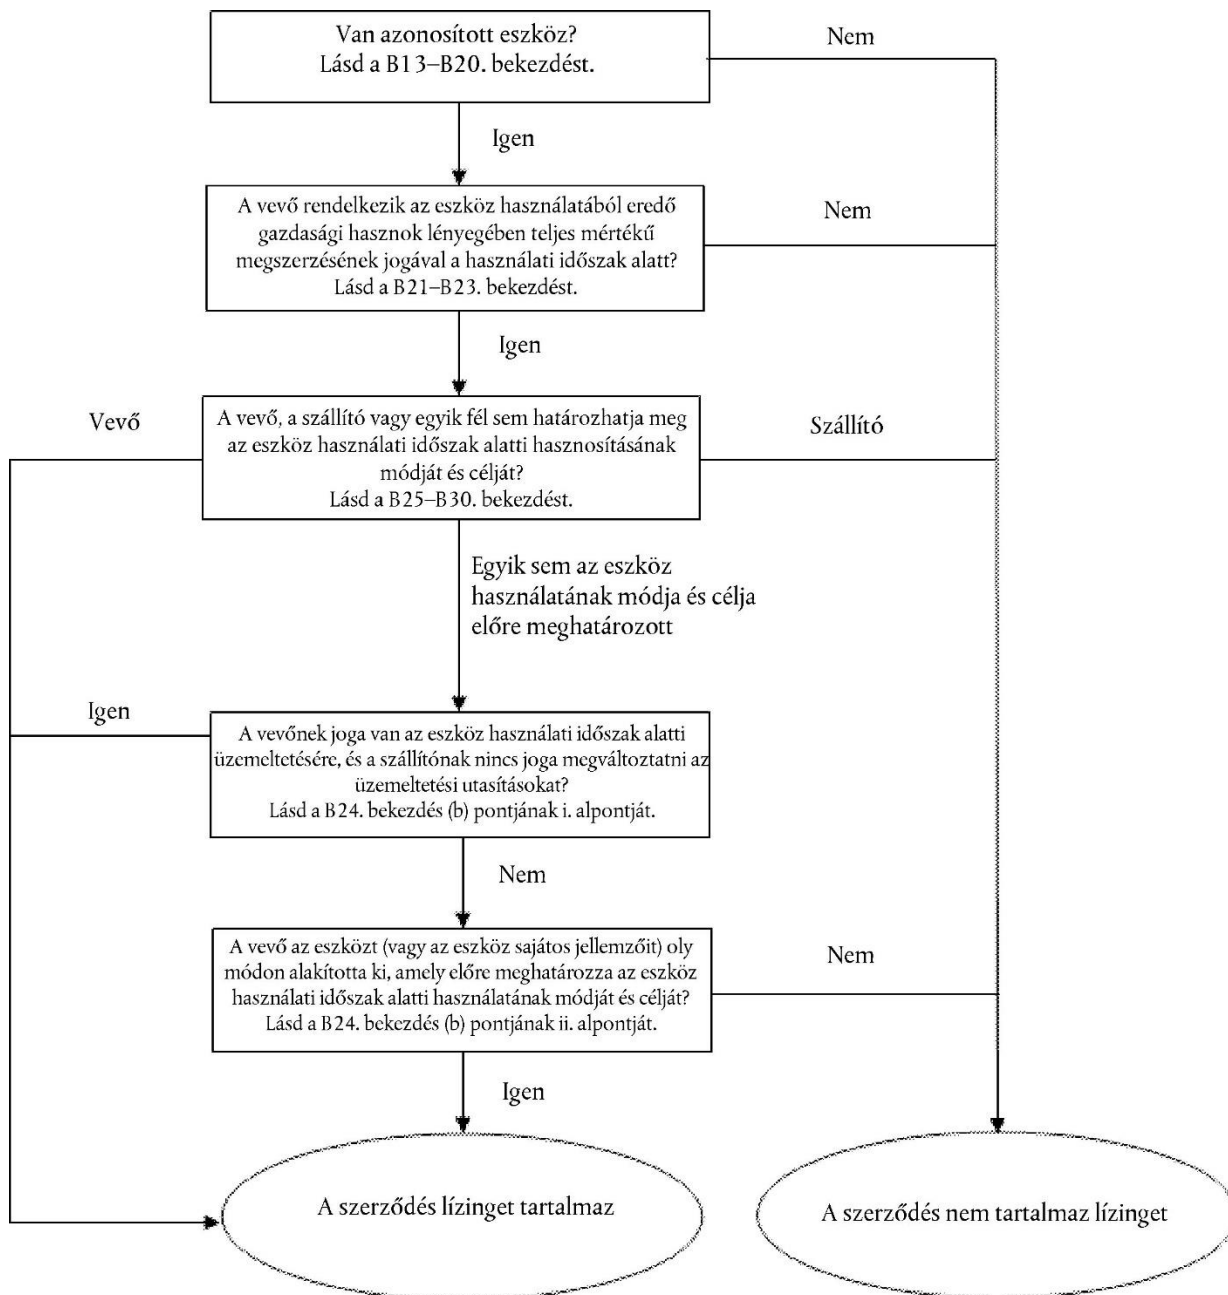 Van azonosított eszköz?
Lásd a B13–B20. bekezdést.
Nem
Igen
A vevő rendelkezik az eszköz használatából eredő
gazdasági hasznok lényegében teljes mértékű
megszerzésének jogával a használati időszak alatt?
Lásd a B21–B23. bekezdést.
Nem
Igen
Vevő
A vevő, a szállító vagy egyik fél sem határozhatja meg
az eszköz használati időszak alatti hasznosításának
módját és célját?
Lásd a B25–B30. bekezdést.
Szállító
Egyik sem az eszköz
használatának módja és célja
előre meghatározott
Igen
A vevőnek joga van az eszköz használati időszak alatti
üzemeltetésére, és a szállítónak nincs joga megváltoztatni az
üzemeltetési utasításokat?
Lásd a B24. bekezdés (b) pontjának i. alpontját.
Nem
A vevő az eszközt (vagy az eszköz sajátos jellemzőit) oly
módon alakította ki, amely előre meghatározza az eszköz
használati időszak alatti használatának módját és célját?
Lásd a B24. bekezdés (b) pontjának ii. alpontját.
Nem
Igen
A szerződés lízinget tartalmaz
A szerződés nem tartalmaz lízinget